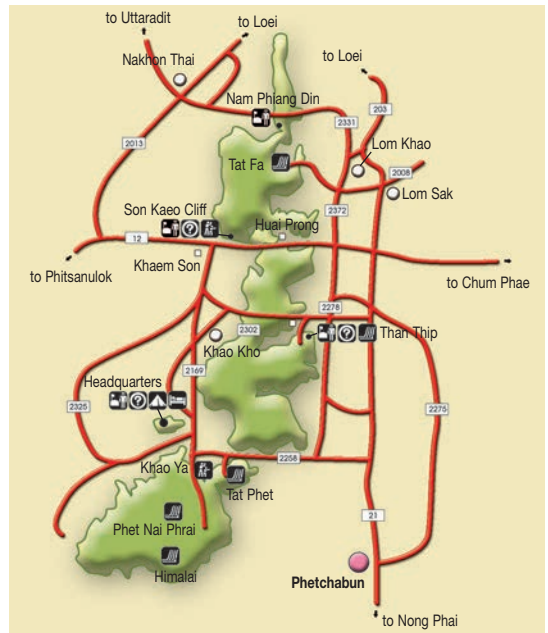 to Uttaradit
to Loei
Nakhon Thai
to Loei
Nam Phiang Din
203
2331
2013
Lom Khao
Tat Fa
2008
Lom Sak
Son Kaeo Cliff
2372
Huai Prong
12
to Phitsanulok
Khaem Son
to Chum Phae
2278
2302
Than Thip
Khao Kho
2169
Headquarters
2325
2275
2258
Khao Ya
Tat Phet
21
Phet Nai Phrai
Himalai
Phetchabun
to Nong Phai